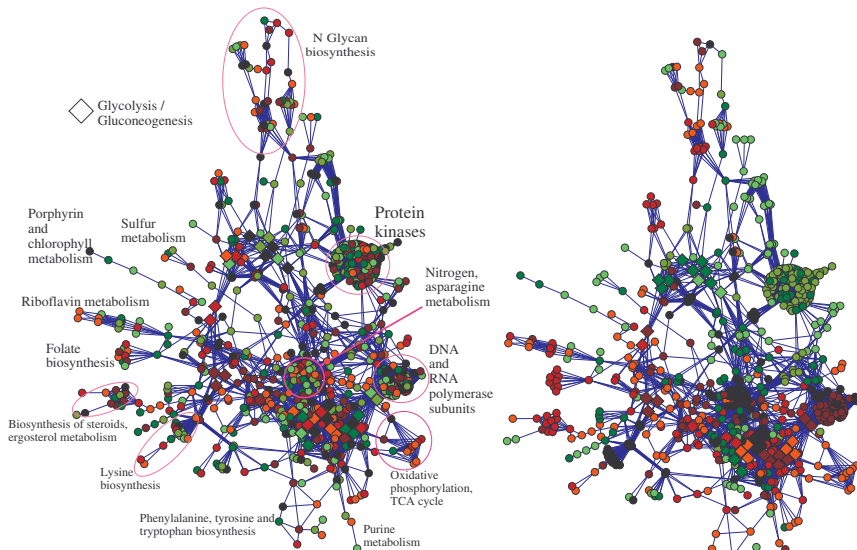 N Glycan
biosynthesis
Glycolysis /
Gluconeogenesis
Porphyrin
and
chlorophyll
metabolism
Sulfur
metabolism
Protein
kinases
Nitrogen,
asparagine
metabolism
Riboflavin metabolism
Folate
biosynthesis
DNA
and
RNA
polymerase
subunits
Biosynthesis of steroids,
ergosterol metabolism
Lysine
biosynthesis
Oxidative
phosphorylation,
TCA cycle
Phenylalanine, tyrosine and
tryptophan biosynthesis
Purine
metabolism